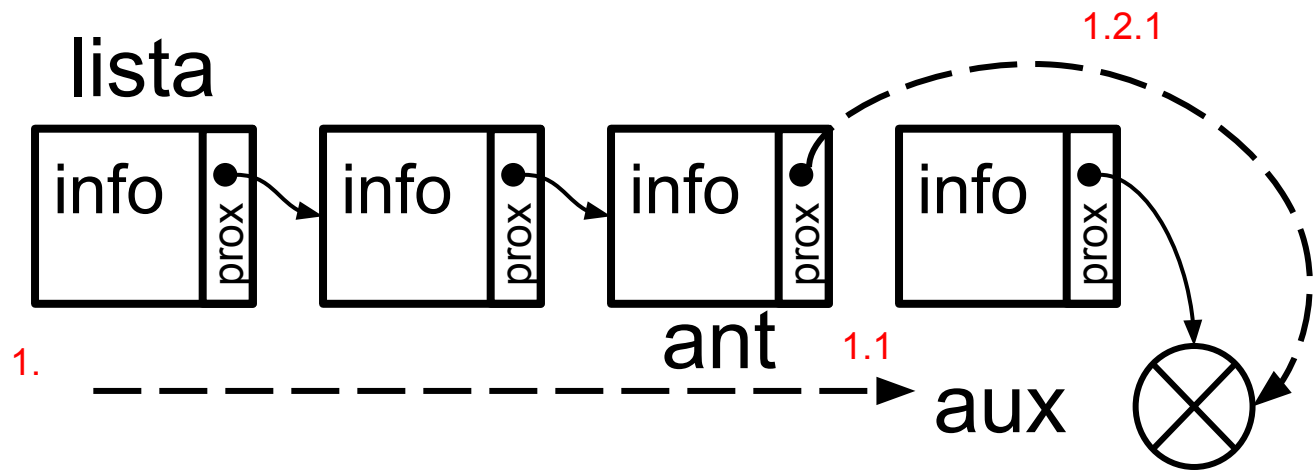 1.2.1
lista
info prox info prox info prox info prox
ant
1.1
1.
aux